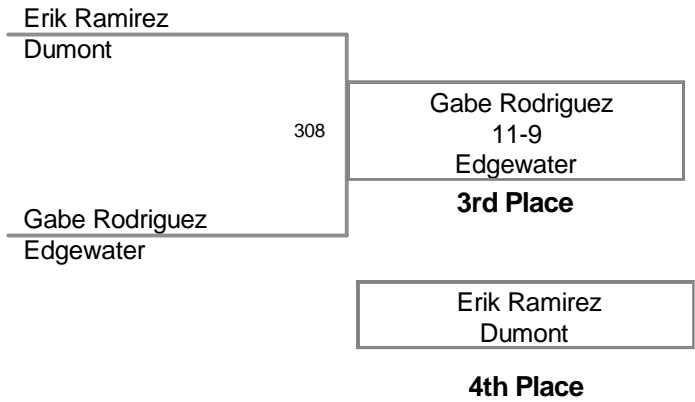 Erik Ramirez
Dumont
308
Gabe Rodriguez
11-9
Edgewater
3rd Place
Gabe Rodriguez
Edgewater
Erik Ramirez
Dumont
4th Place